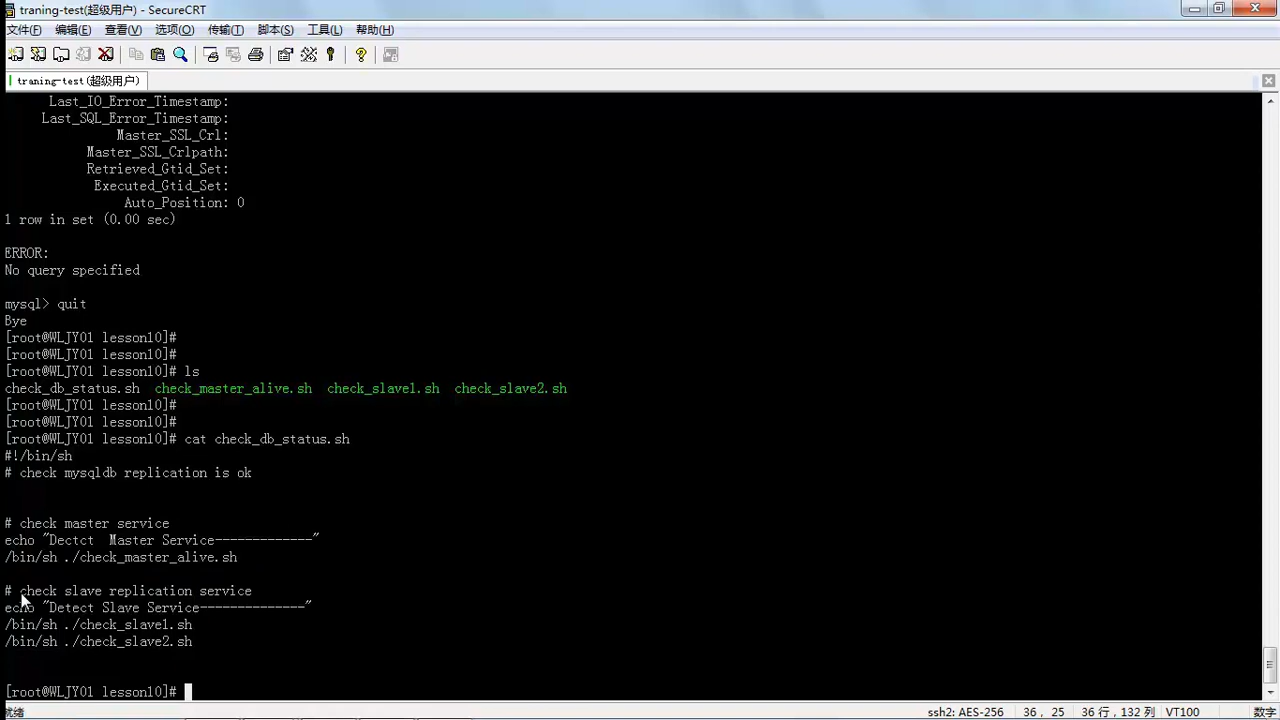 traning-test(超级用户) - SecureCRT
文件(F) 编辑(E) 查看(V) 选项(O) 传输(T) 脚本(S) 工具(L) 帮助(H)
traning-test(超级用户)
Last_IO_Error_Timestamp:
Last_SQL_Error_Timestamp:
Master_SSL_Crl:
Master_SSL_Crlpath:
Retrieved_Gtid_Set:
Executed_Gtid_Set:
Auto_Position: 0
1 row in set (0.00 sec)
ERROR:
No query specified
mysql> quit
Bye
[root@WLJY01 lesson10]#
[root@WLJY01 lesson10]#
[root@WLJY01 lesson10]# ls
check_db_status.sh  check_master_alive.sh  check_slave1.sh  check_slave2.sh
[root@WLJY01 lesson10]#
[root@WLJY01 lesson10]#
[root@WLJY01 lesson10]# cat check_db_status.sh
#!/bin/sh
# check mysqldb replication is ok
# check master service
echo "Dectct  Master Service-------------"
/bin/sh ./check_master_alive.sh
# check slave replication service
echo "Detect Slave Service--------------"
/bin/sh ./check_slave1.sh
/bin/sh ./check_slave2.sh
[root@WLJY01 lesson10]#
就绪 ssh2: AES-256 36, 25 36 行, 132 列 VT100 数字